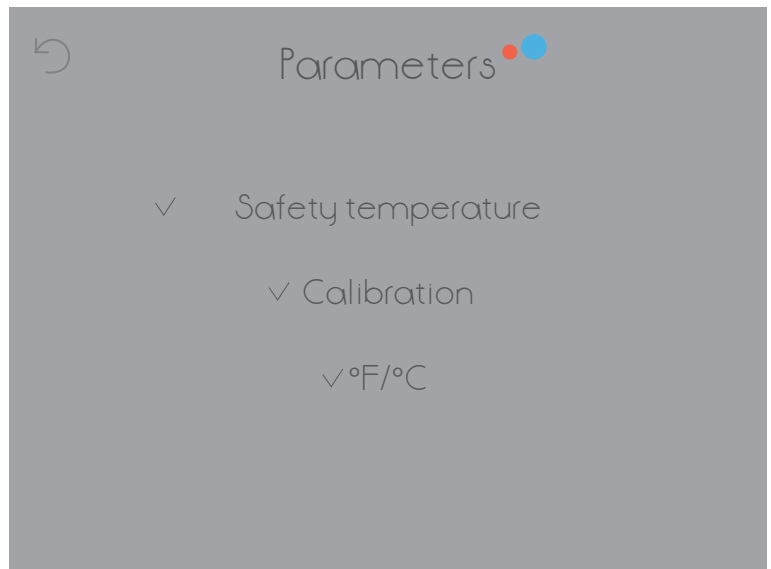 Parameters
✓ Safety temperature
✓ Calibration
✓ °F/°C